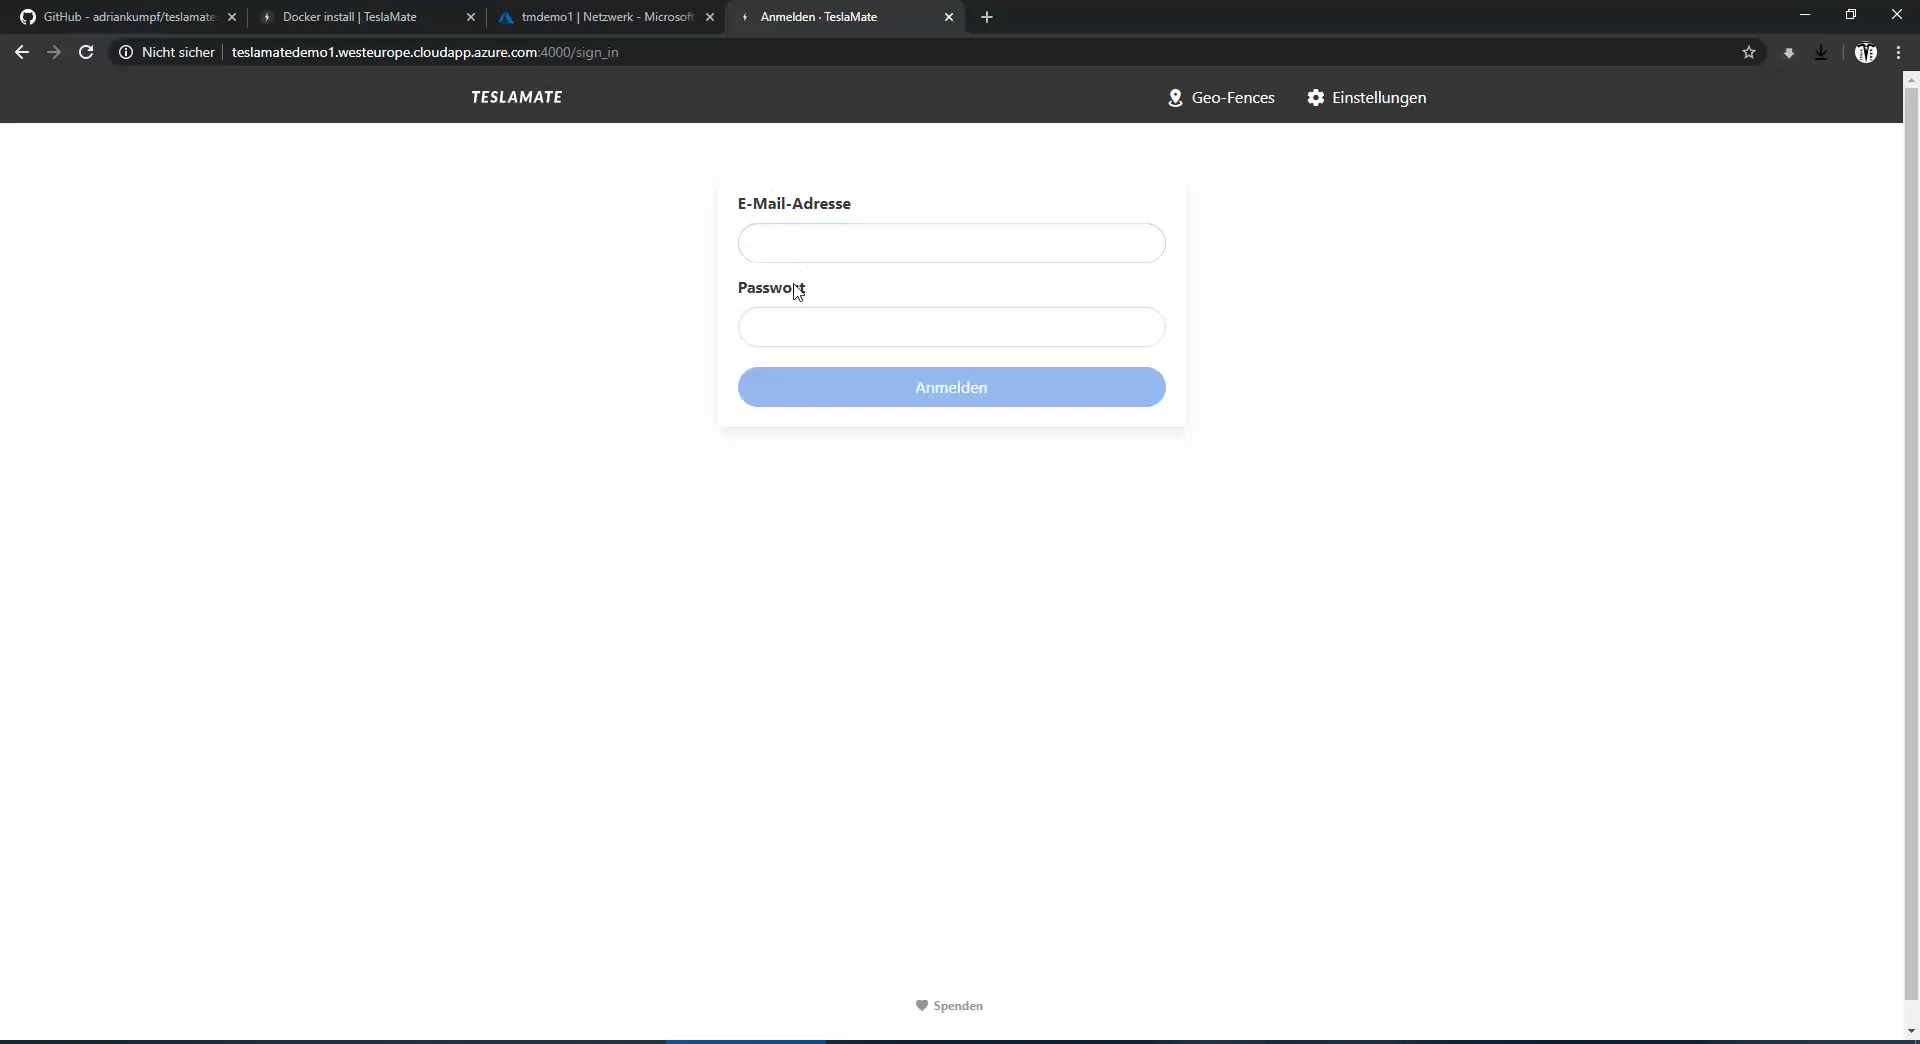 GitHub - adriankumpf/teslamate
Docker install | TeslaMate
tmdemo1 | Netzwerk - Microsoft
Anmelden · TeslaMate
Nicht sicher
teslamatedemo1.westeurope.cloudapp.azure.com:4000/sign_in
TESLAMATE
Geo-Fences
Einstellungen
E-Mail-Adresse
Passwort
Anmelden
Spenden